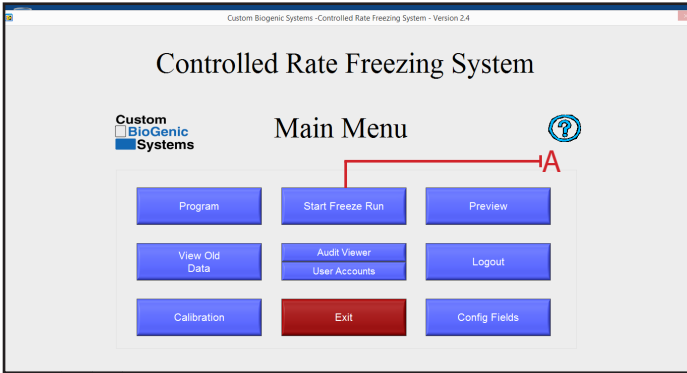 Custom Biogenic Systems -Controlled Rate Freezing System - Version 2.4
Controlled Rate Freezing System
Custom
BioGenic
Systems
Main Menu
?
A
Program
Start Freeze Run
Preview
View Old
Data
Audit Viewer
User Accounts
Logout
Calibration
Exit
Config Fields